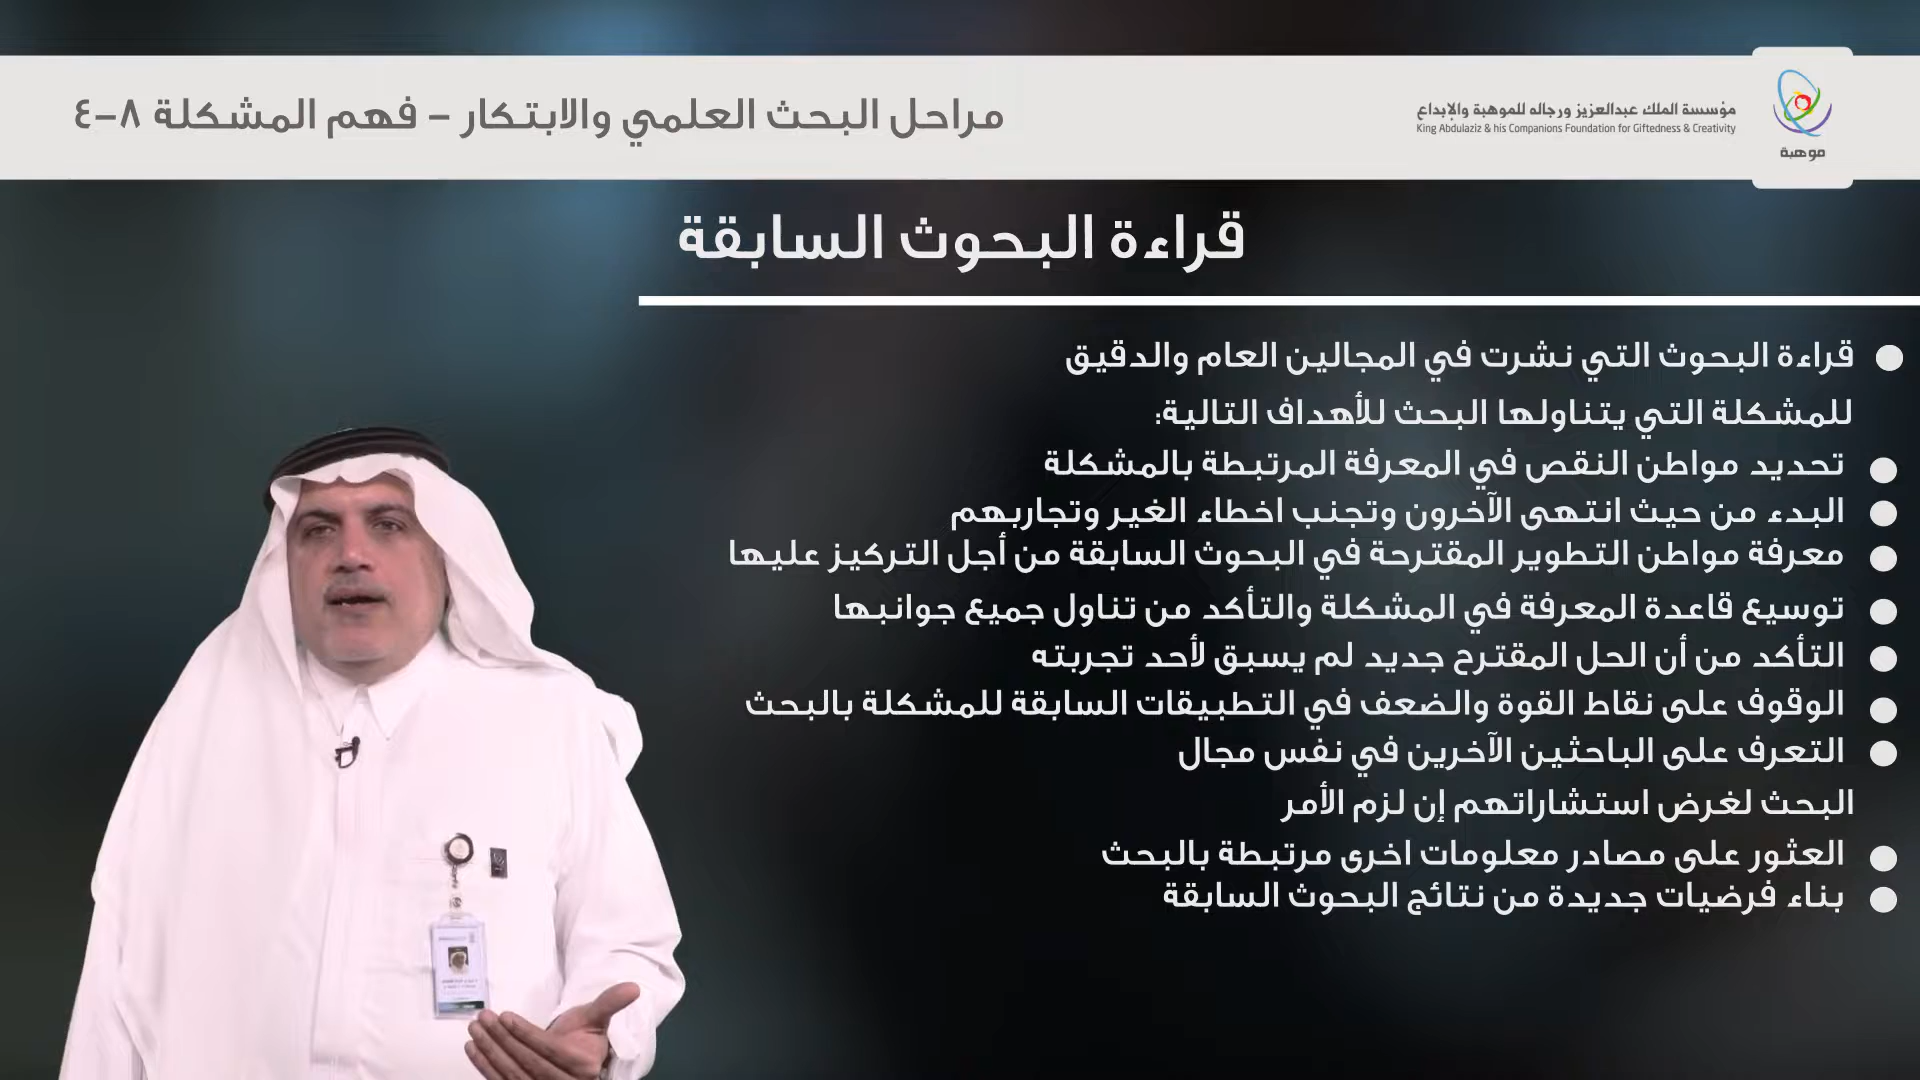 مؤسسة الملك عبدالعزيز ورجاله للموهبة والإبداع
King Abdulaziz & his Companions Foundation for Giftedness & Creativity
موهبة
مراحل البحث العلمي والابتكار – فهم المشكلة ٨-٤
قراءة البحوث السابقة
● قراءة البحوث التي نشرت في المجالين العام والدقيق
للمشكلة التي يتناولها البحث للأهداف التالية:
● تحديد مواطن النقص في المعرفة المرتبطة بالمشكلة
● البدء من حيث انتهى الآخرون وتجنب اخطاء الغير وتجاربهم
● معرفة مواطن التطوير المقترحة في البحوث السابقة من أجل التركيز عليها
● توسيع قاعدة المعرفة في المشكلة والتأكد من تناول جميع جوانبها
● التأكد من أن الحل المقترح جديد لم يسبق لأحد تجربته
● الوقوف على نقاط القوة والضعف في التطبيقات السابقة للمشكلة بالبحث
● التعرف على الباحثين الآخرين في نفس مجال
البحث لغرض استشاراتهم إن لزم الأمر
● العثور على مصادر معلومات اخرى مرتبطة بالبحث
● بناء فرضيات جديدة من نتائج البحوث السابقة